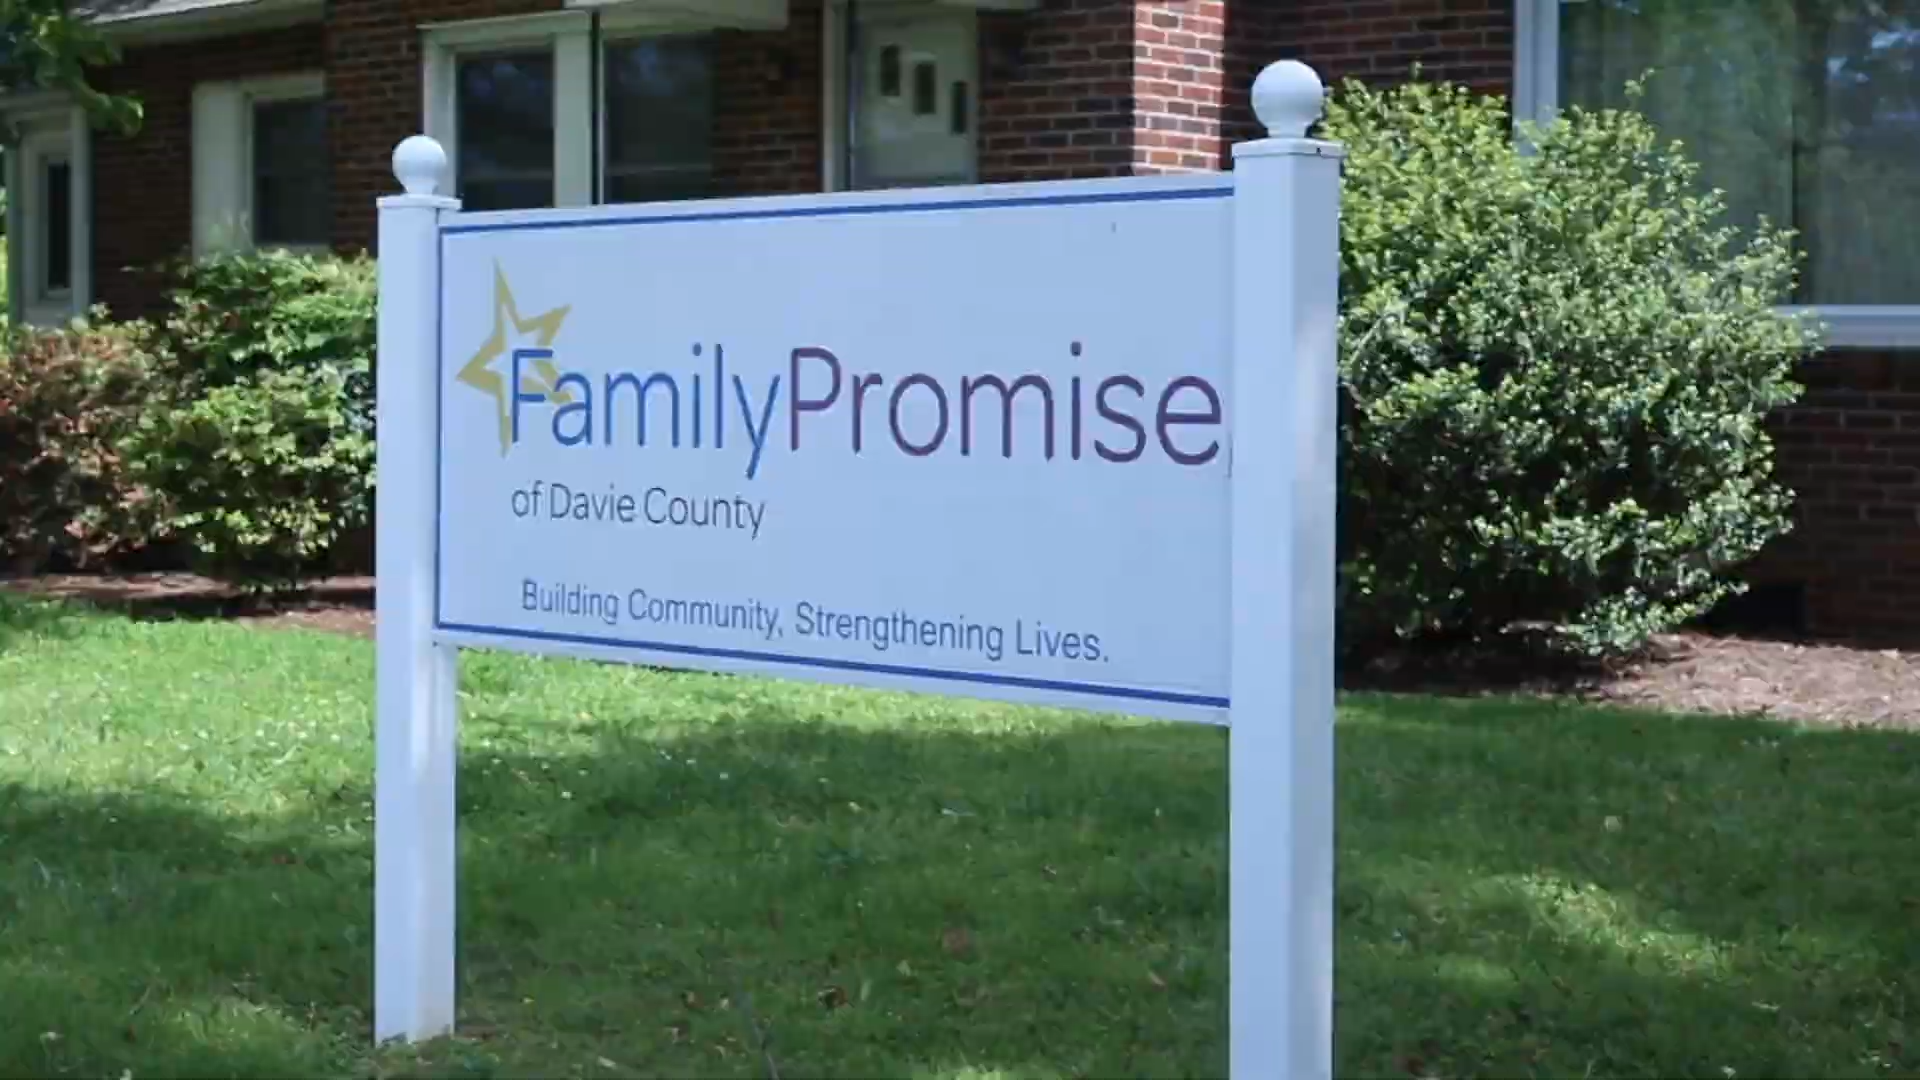 FamilyPromise
of Davie County
Building Community, Strengthening Lives.